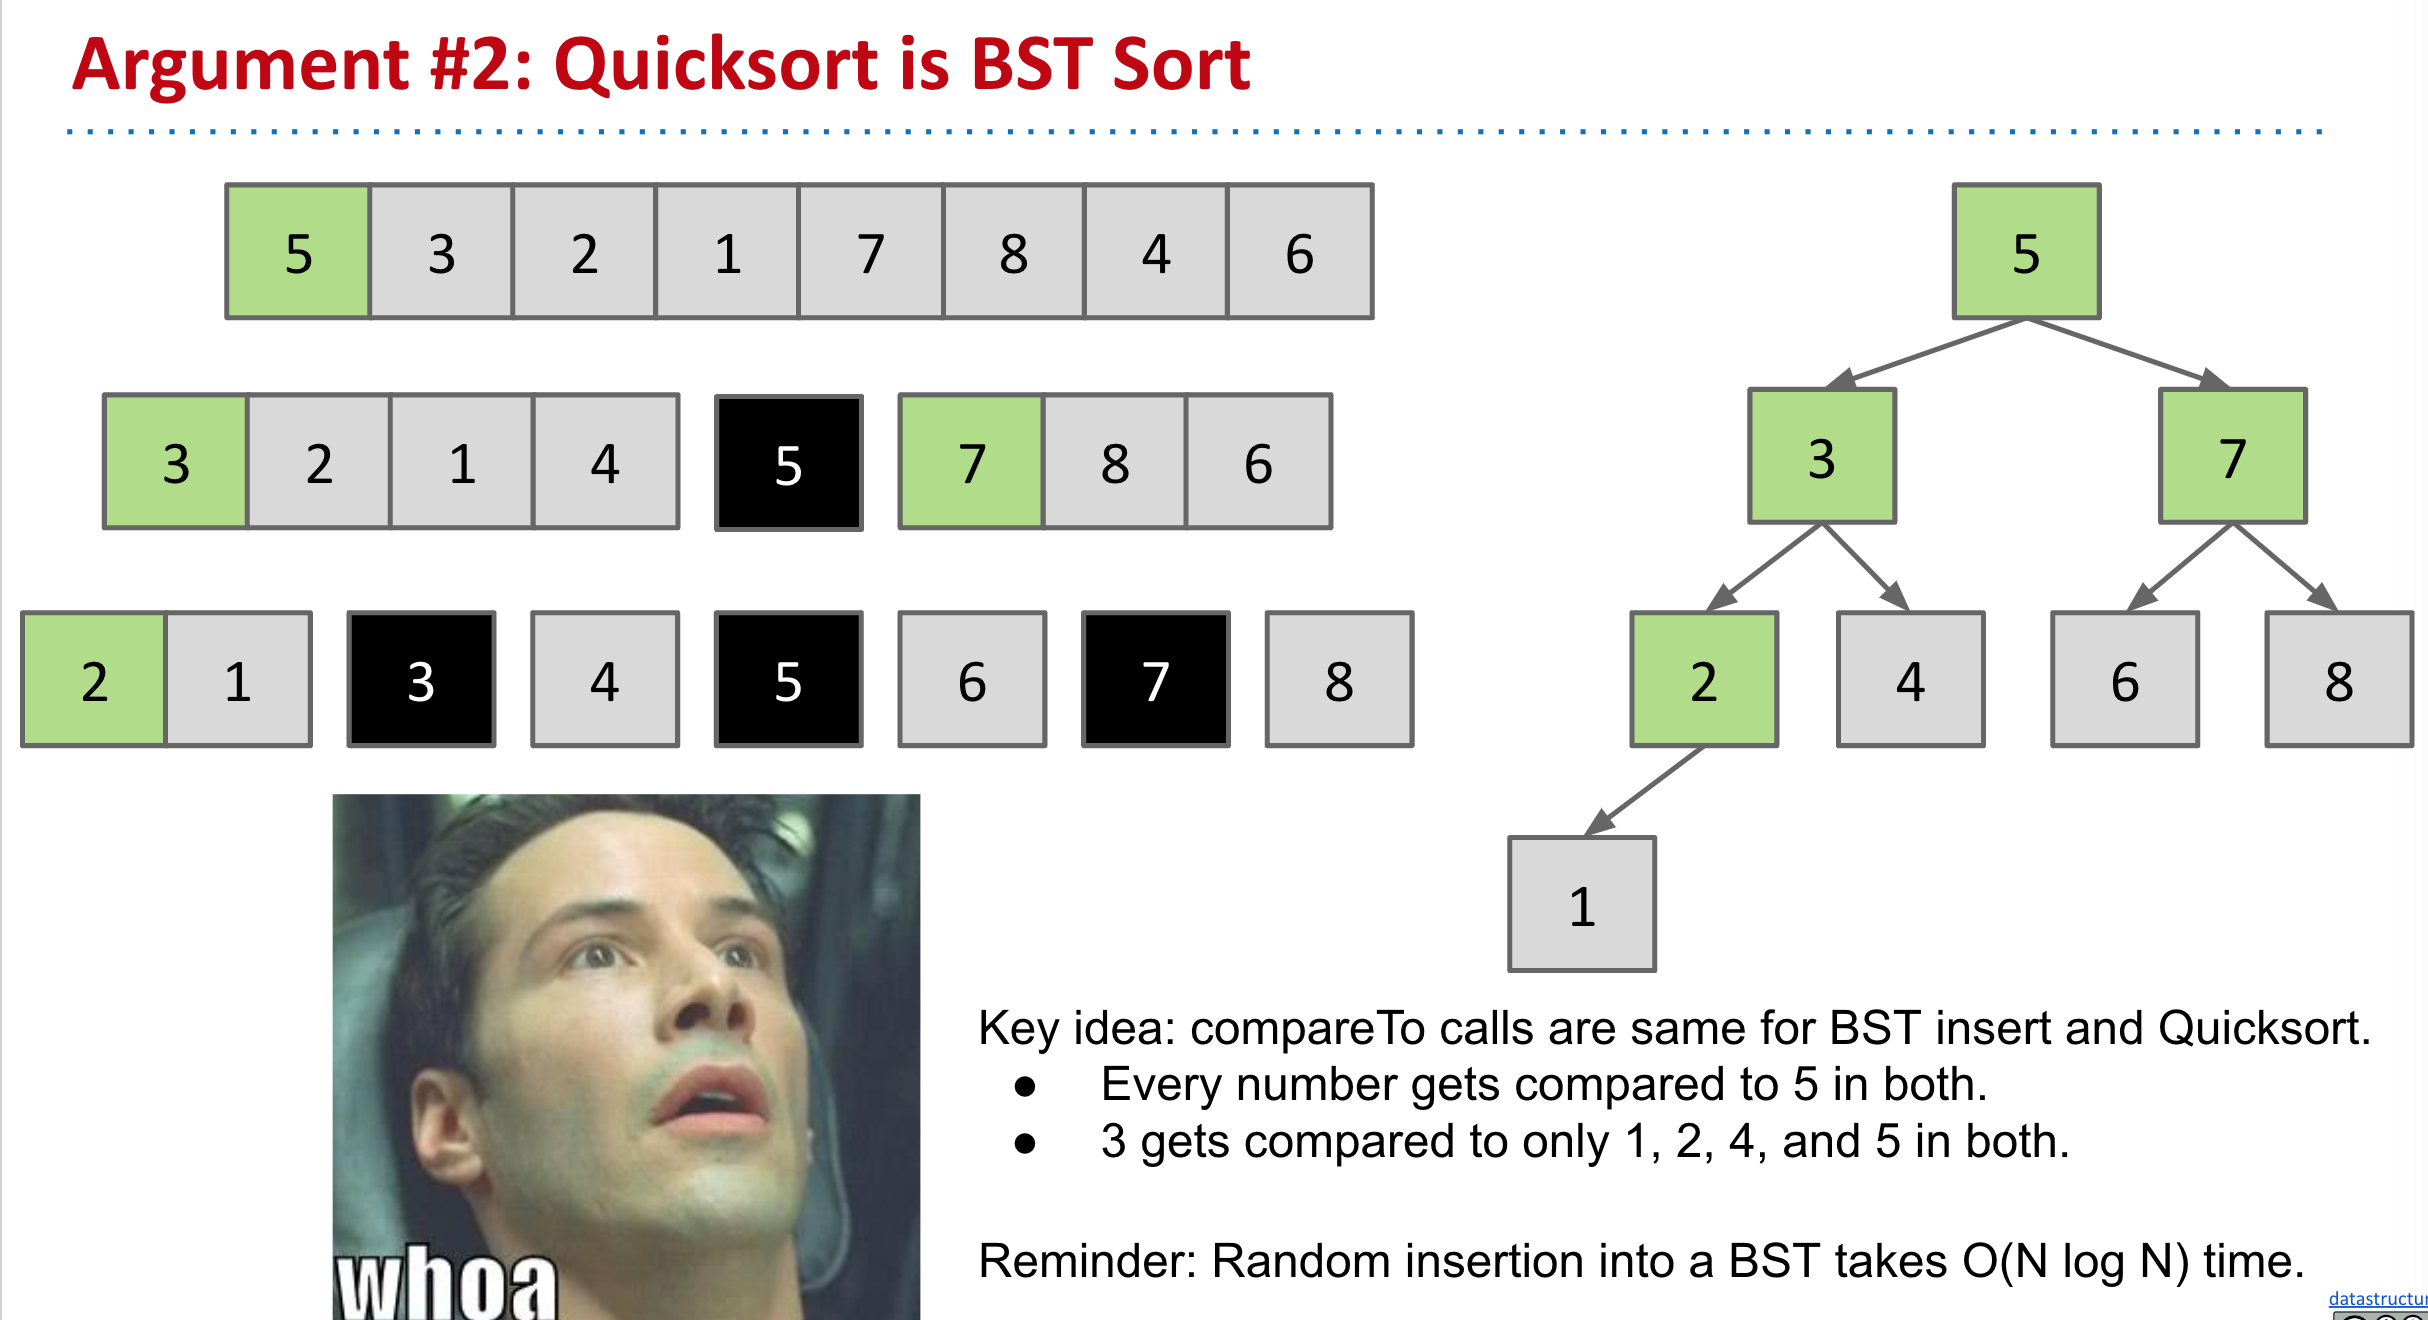 Argument #2: Quicksort is BST Sort
5 3 2 1 7 8 4 6
3 2 1 4 5 7 8 6
2 1 3 4 5 6 7 8
5
3 7
2 4 6 8
1
whoa
Key idea: compareTo calls are same for BST insert and Quicksort.
● Every number gets compared to 5 in both.
● 3 gets compared to only 1, 2, 4, and 5 in both.
Reminder: Random insertion into a BST takes O(N log N) time.
datastructur